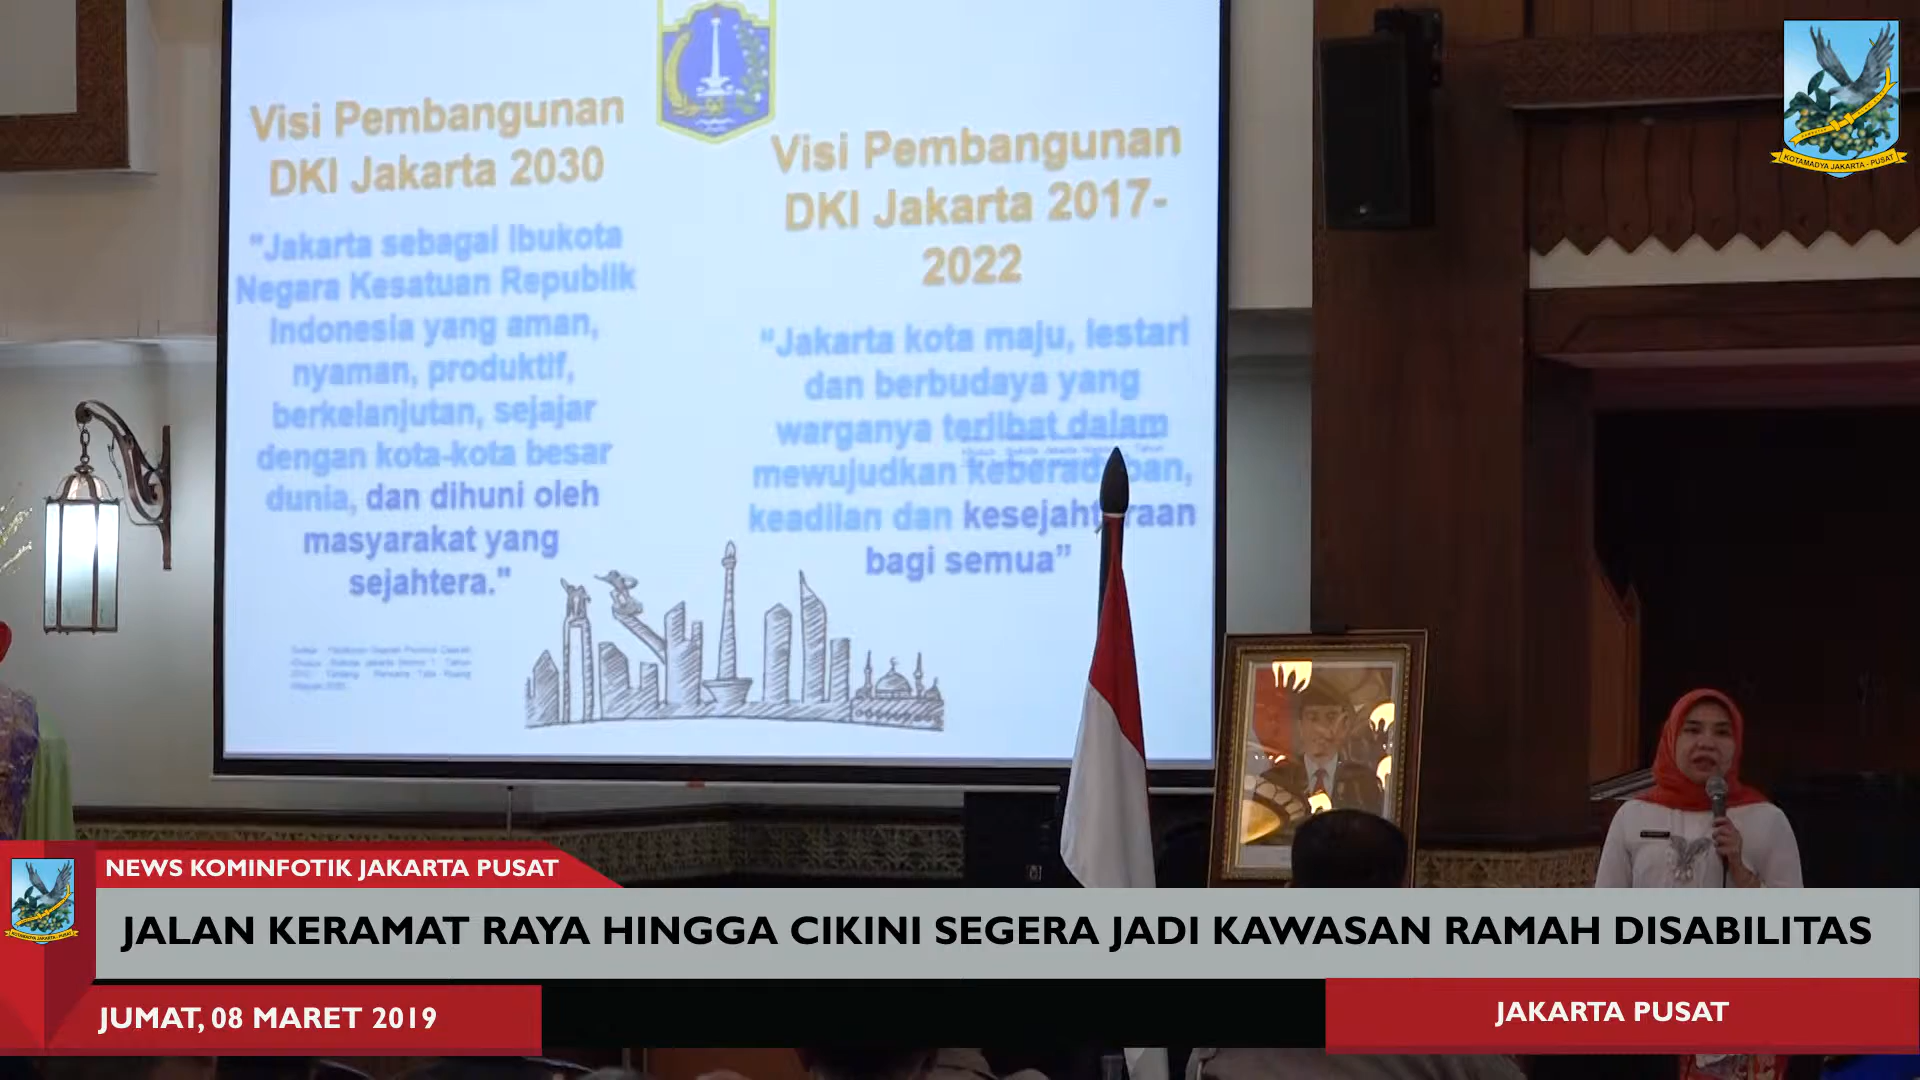 Visi Pembangunan
DKI Jakarta 2030
"Jakarta sebagai Ibukota
Negara Kesatuan Republik
Indonesia yang aman,
nyaman, produktif,
berkelanjutan, sejajar
dengan kota-kota besar
dunia, dan dihuni oleh
masyarakat yang
sejahtera."
Visi Pembangunan
DKI Jakarta 2017-
2022
“Jakarta kota maju, lestari
dan berbudaya yang
warganya terlibat dalam
mewujudkan
keadilan dan kesejahteraan
bagi semua”
KOTAMADYA JAKARTA - PUSAT
NEWS KOMINFOTIK JAKARTA PUSAT
JALAN KERAMAT RAYA HINGGA CIKINI SEGERA JADI KAWASAN RAMAH DISABILITAS
JUMAT, 08 MARET 2019
JAKARTA PUSAT